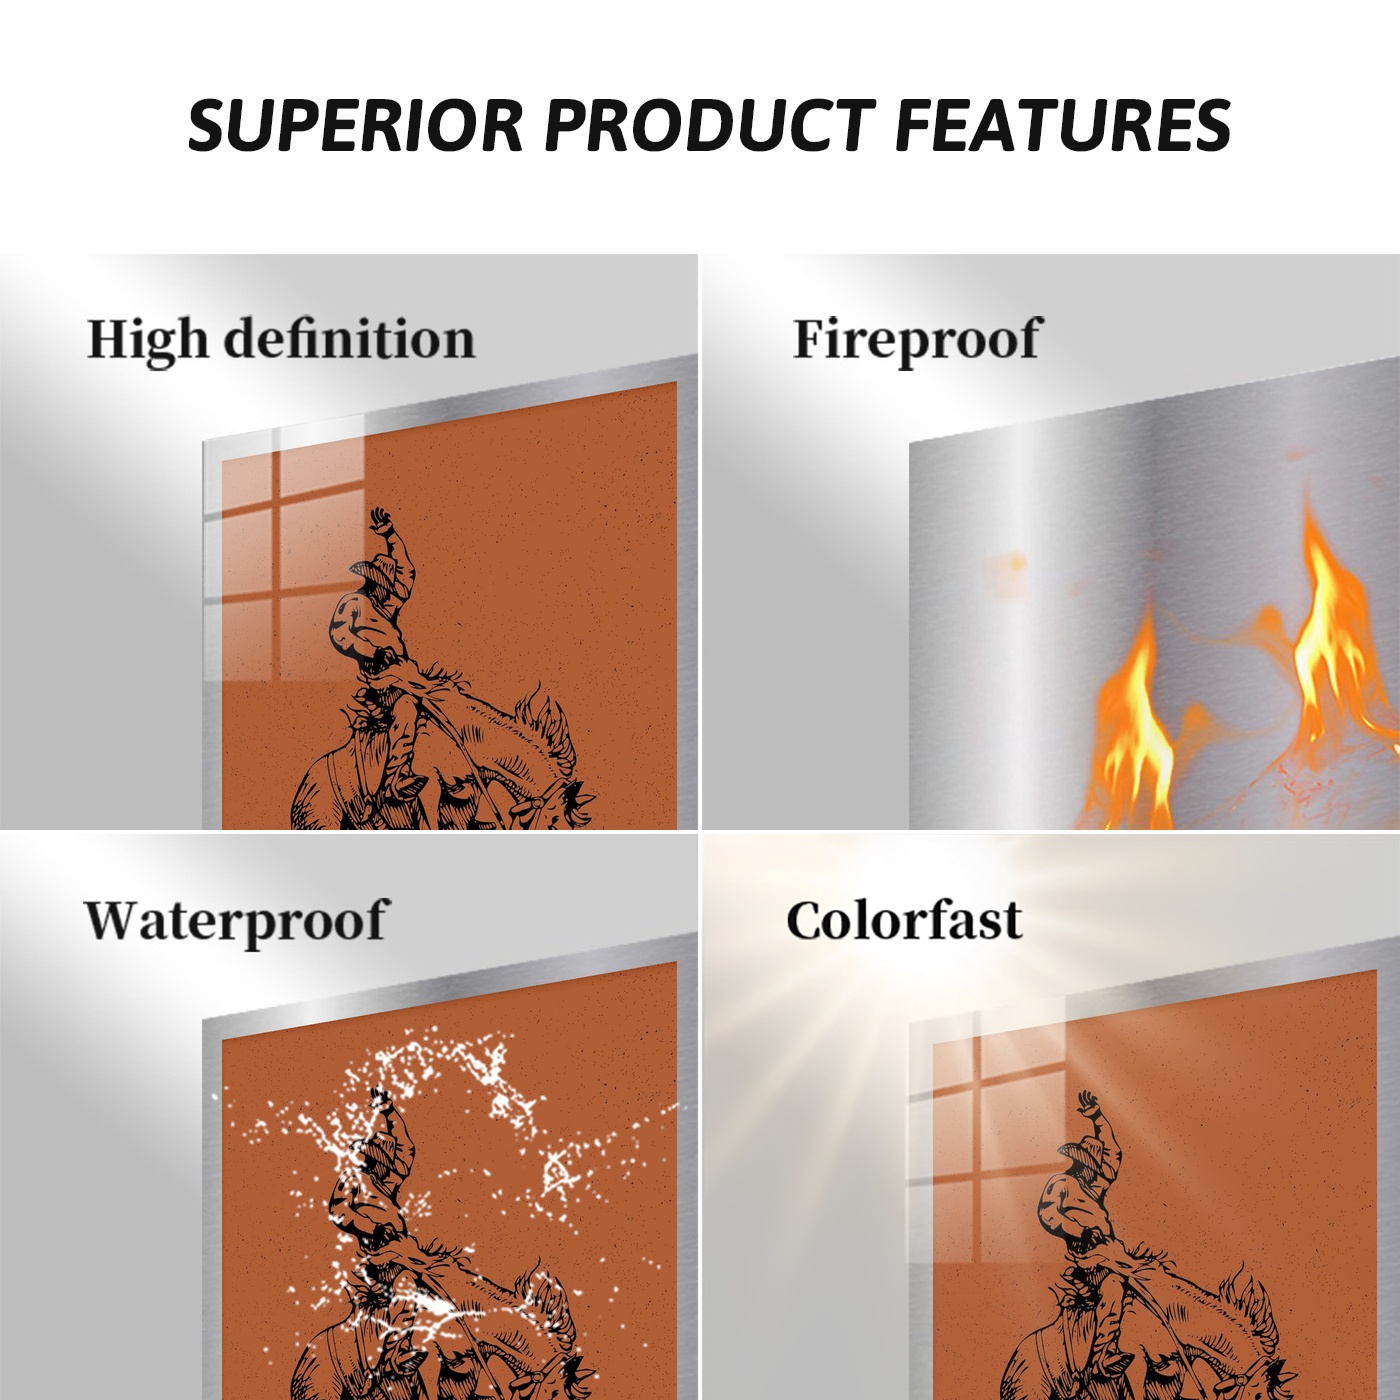 SUPERIOR PRODUCT FEATURES
High definition
Fireproof
Waterproof
Colorfast